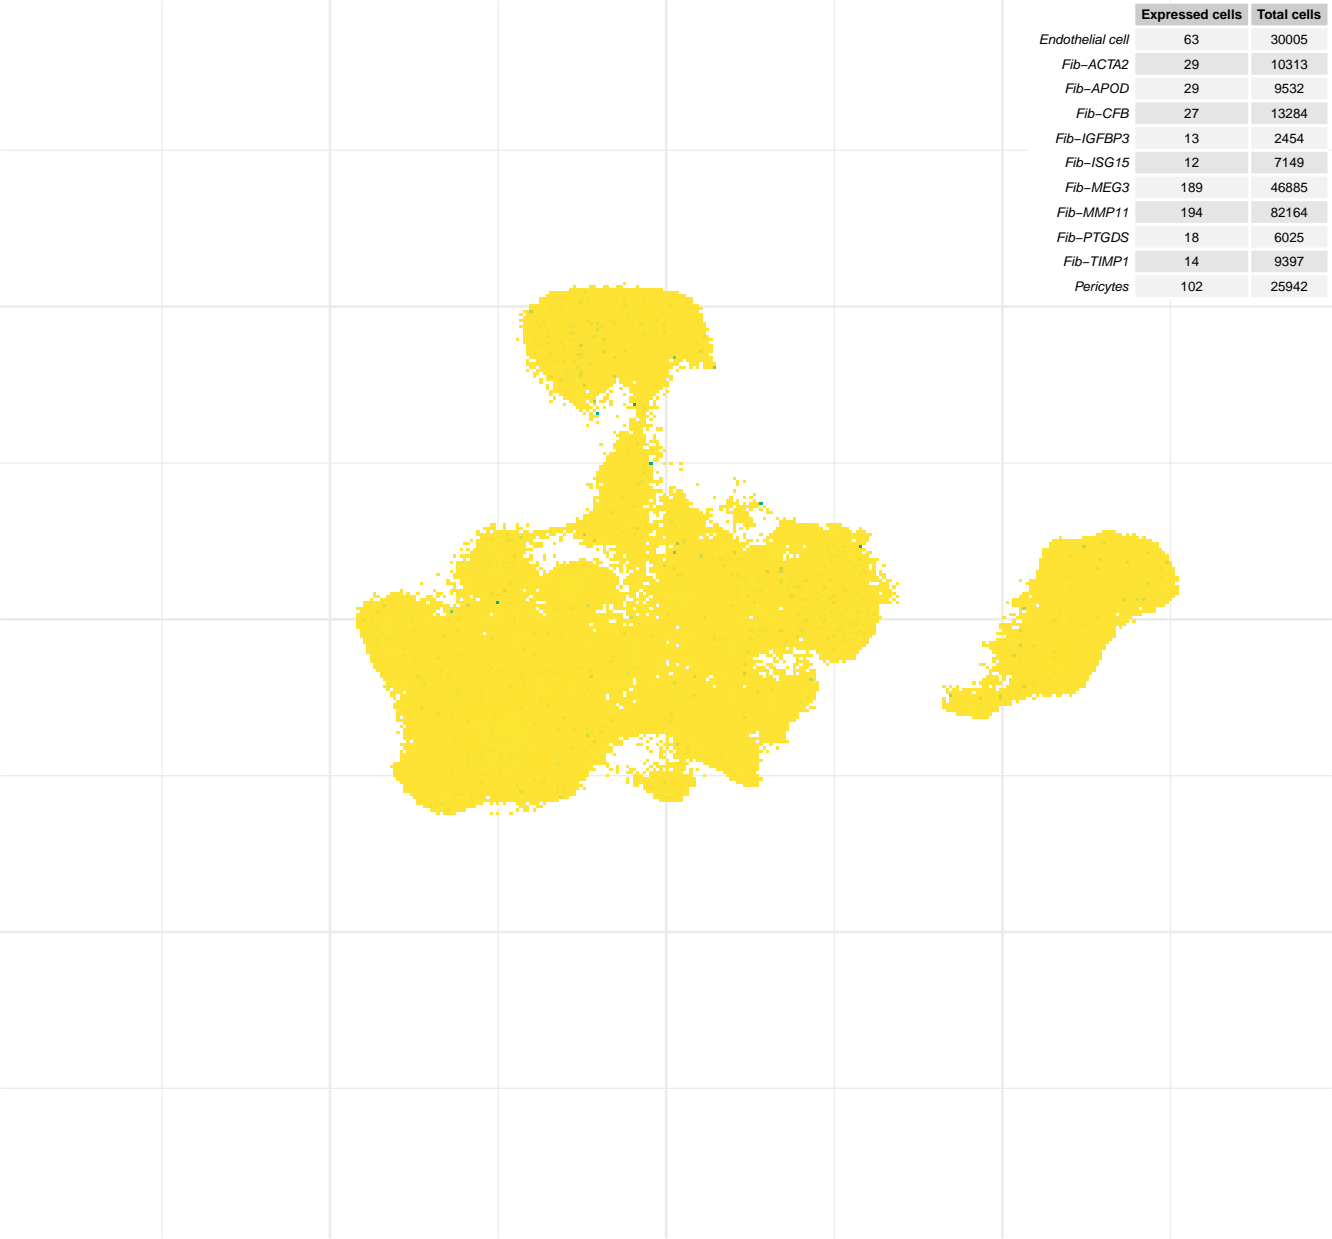 Expressed cells Total cells
Endothelial cell 63 30005
Fib−ACTA2 29 10313
Fib−APOD 29 9532
Fib−CFB 27 13284
Fib−IGFBP3 13 2454
Fib−ISG15 12 7149
Fib−MEG3 189 46885
Fib−MMP11 194 82164
Fib−PTGDS 18 6025
Fib−TIMP1 14 9397
Pericytes 102 25942